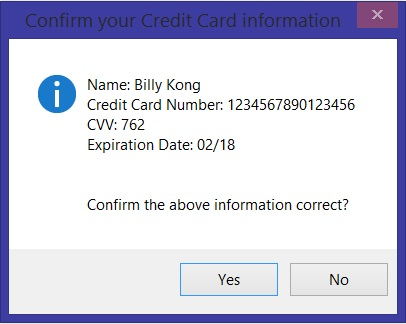 Confirm your Credit Card information
Name: Billy Kong
Credit Card Number: 1234567890123456
CVV: 762
Expiration Date: 02/18
Confirm the above information correct?
Yes
No